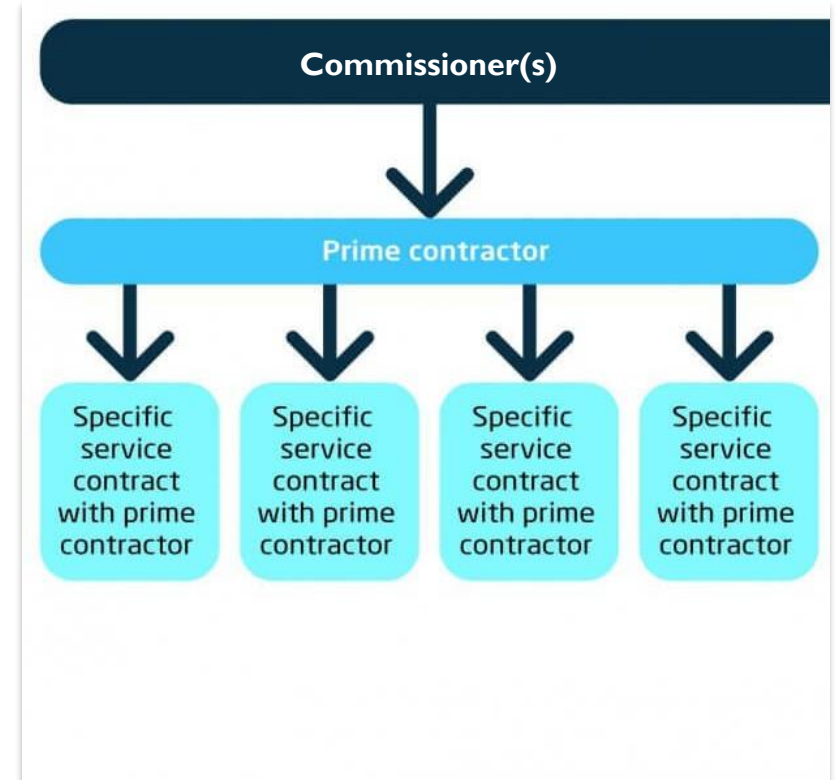 Commissioner(s)
Prime contractor
Specific
service
contract
with prime
contractor
Specific
service
contract
with prime
contractor
Specific
service
contract
with prime
contractor
Specific
service
contract
with prime
contractor